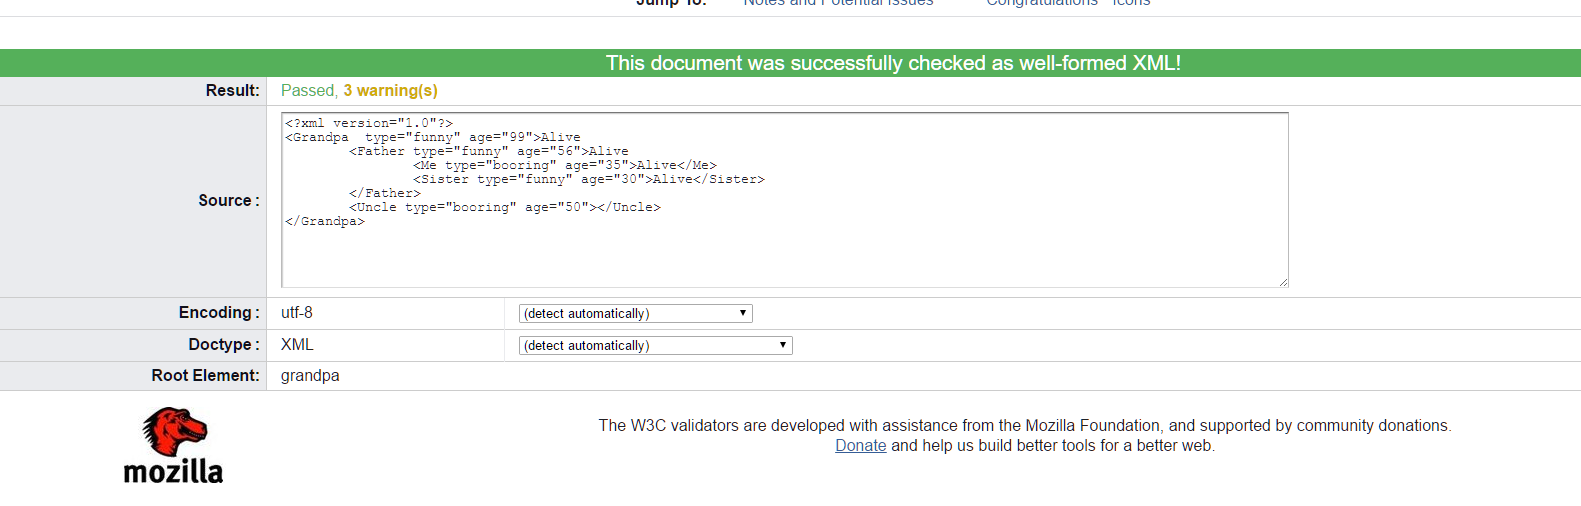 Jump To: Notes and Potential Issues Congratulations Icons
This document was successfully checked as well-formed XML!
Result: Passed, 3 warning(s)
Source :
<?xml version="1.0"?>
<Grandpa  type="funny" age="99">Alive
        <Father type="funny" age="56">Alive
                <Me type="booring" age="35">Alive</Me>
                <Sister type="funny" age="30">Alive</Sister>
        </Father>
        <Uncle type="booring" age="50"></Uncle>
</Grandpa>
Encoding : utf-8 (detect automatically)
Doctype : XML (detect automatically)
Root Element: grandpa
mozilla
The W3C validators are developed with assistance from the Mozilla Foundation, and supported by community donations.
Donate and help us build better tools for a better web.